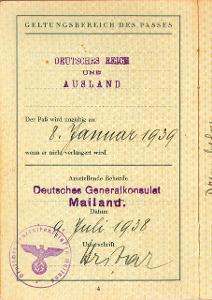 GELTUNGSBEREICH DES PASSES
DEUTSCHES REICH
UND
AUSLAND
Der Paß wird ungültig am
8. Januar 1939
wenn er nicht verlängert wird.
Ausstellende Behörde
Deutsches Generalkonsulat
Mailand.
Datum
9. Juli 1938
Unterschrift
4